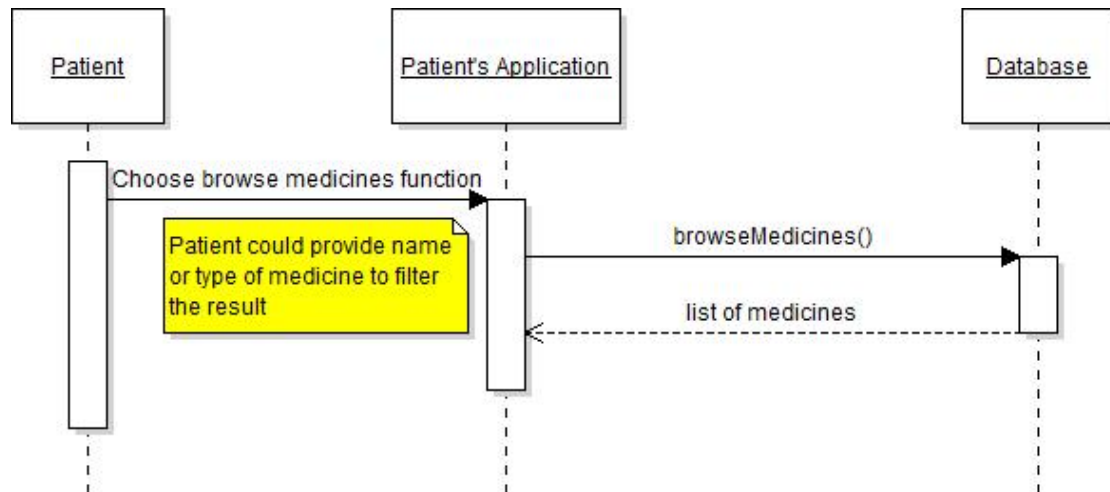 Patient
Patient's Application
Database
Choose browse medicines function
Patient could provide name
or type of medicine to filter
the result
browseMedicines()
list of medicines